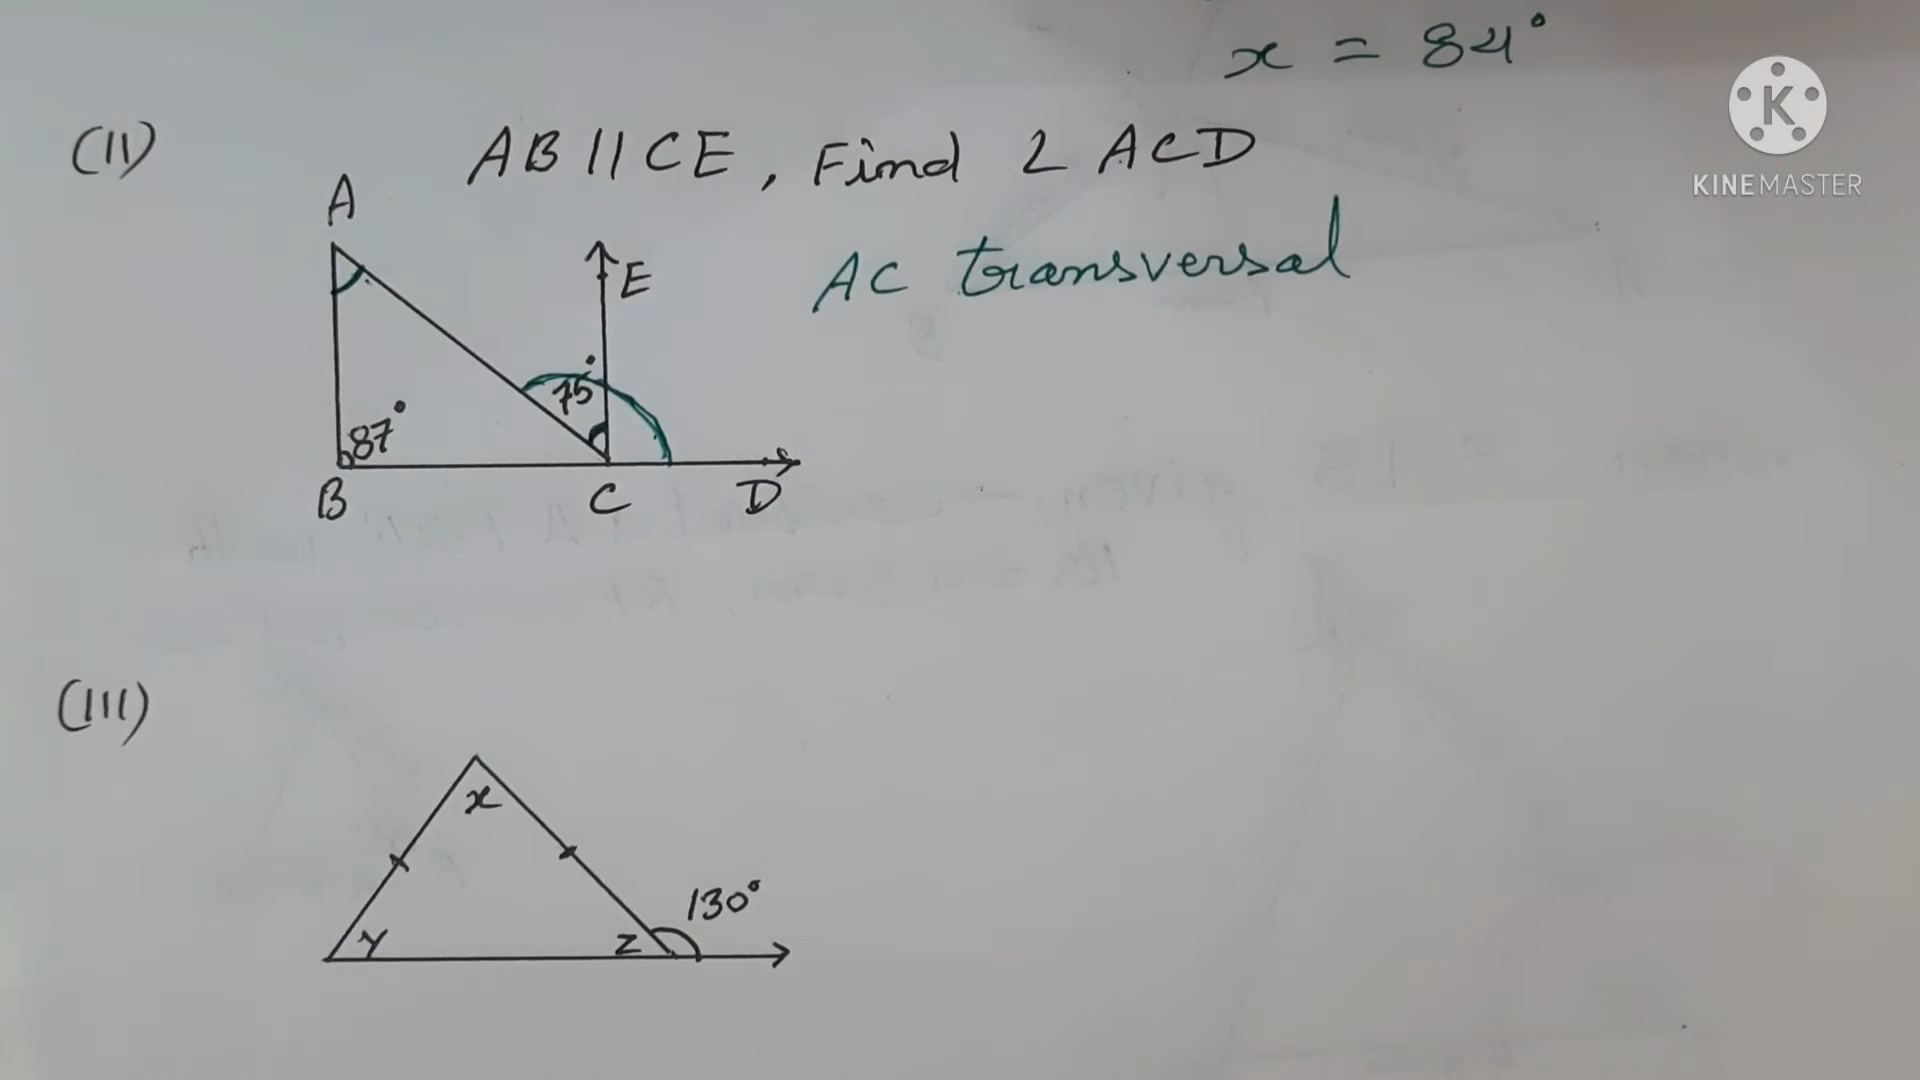 x = 84°
(II) AB || CE, Find ∠ ACD
A
E
AC transversal
75°
87°
B C D
(III)
x
130°
y z
K
KINEMASTER